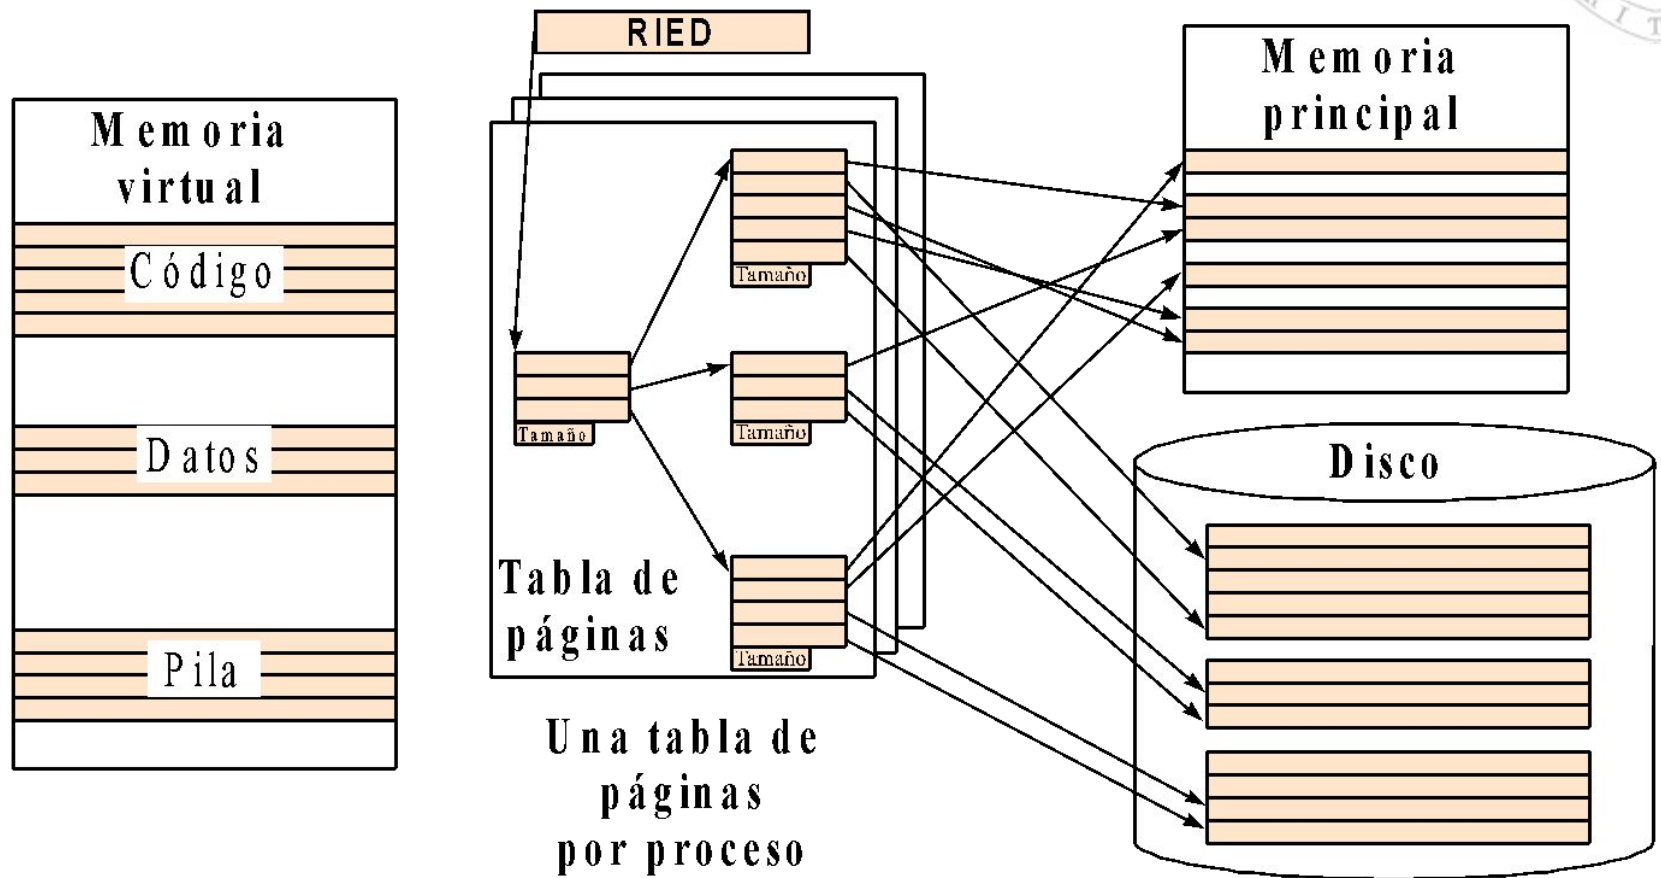 RIED
Memoria
virtual
Código
Datos
Pila
Tamaño
Tamaño
Tamaño
Tamaño
Tabla de
páginas
Una tabla de
páginas
por proceso
Memoria
principal
Disco